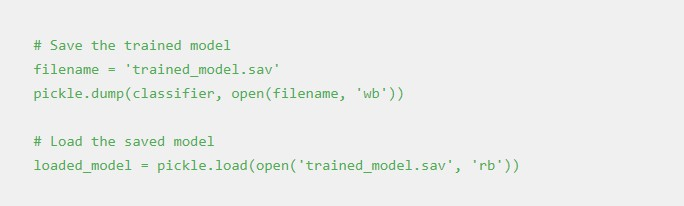 # Save the trained model
filename = 'trained_model.sav'
pickle.dump(classifier, open(filename, 'wb'))
# Load the saved model
loaded_model = pickle.load(open('trained_model.sav', 'rb'))